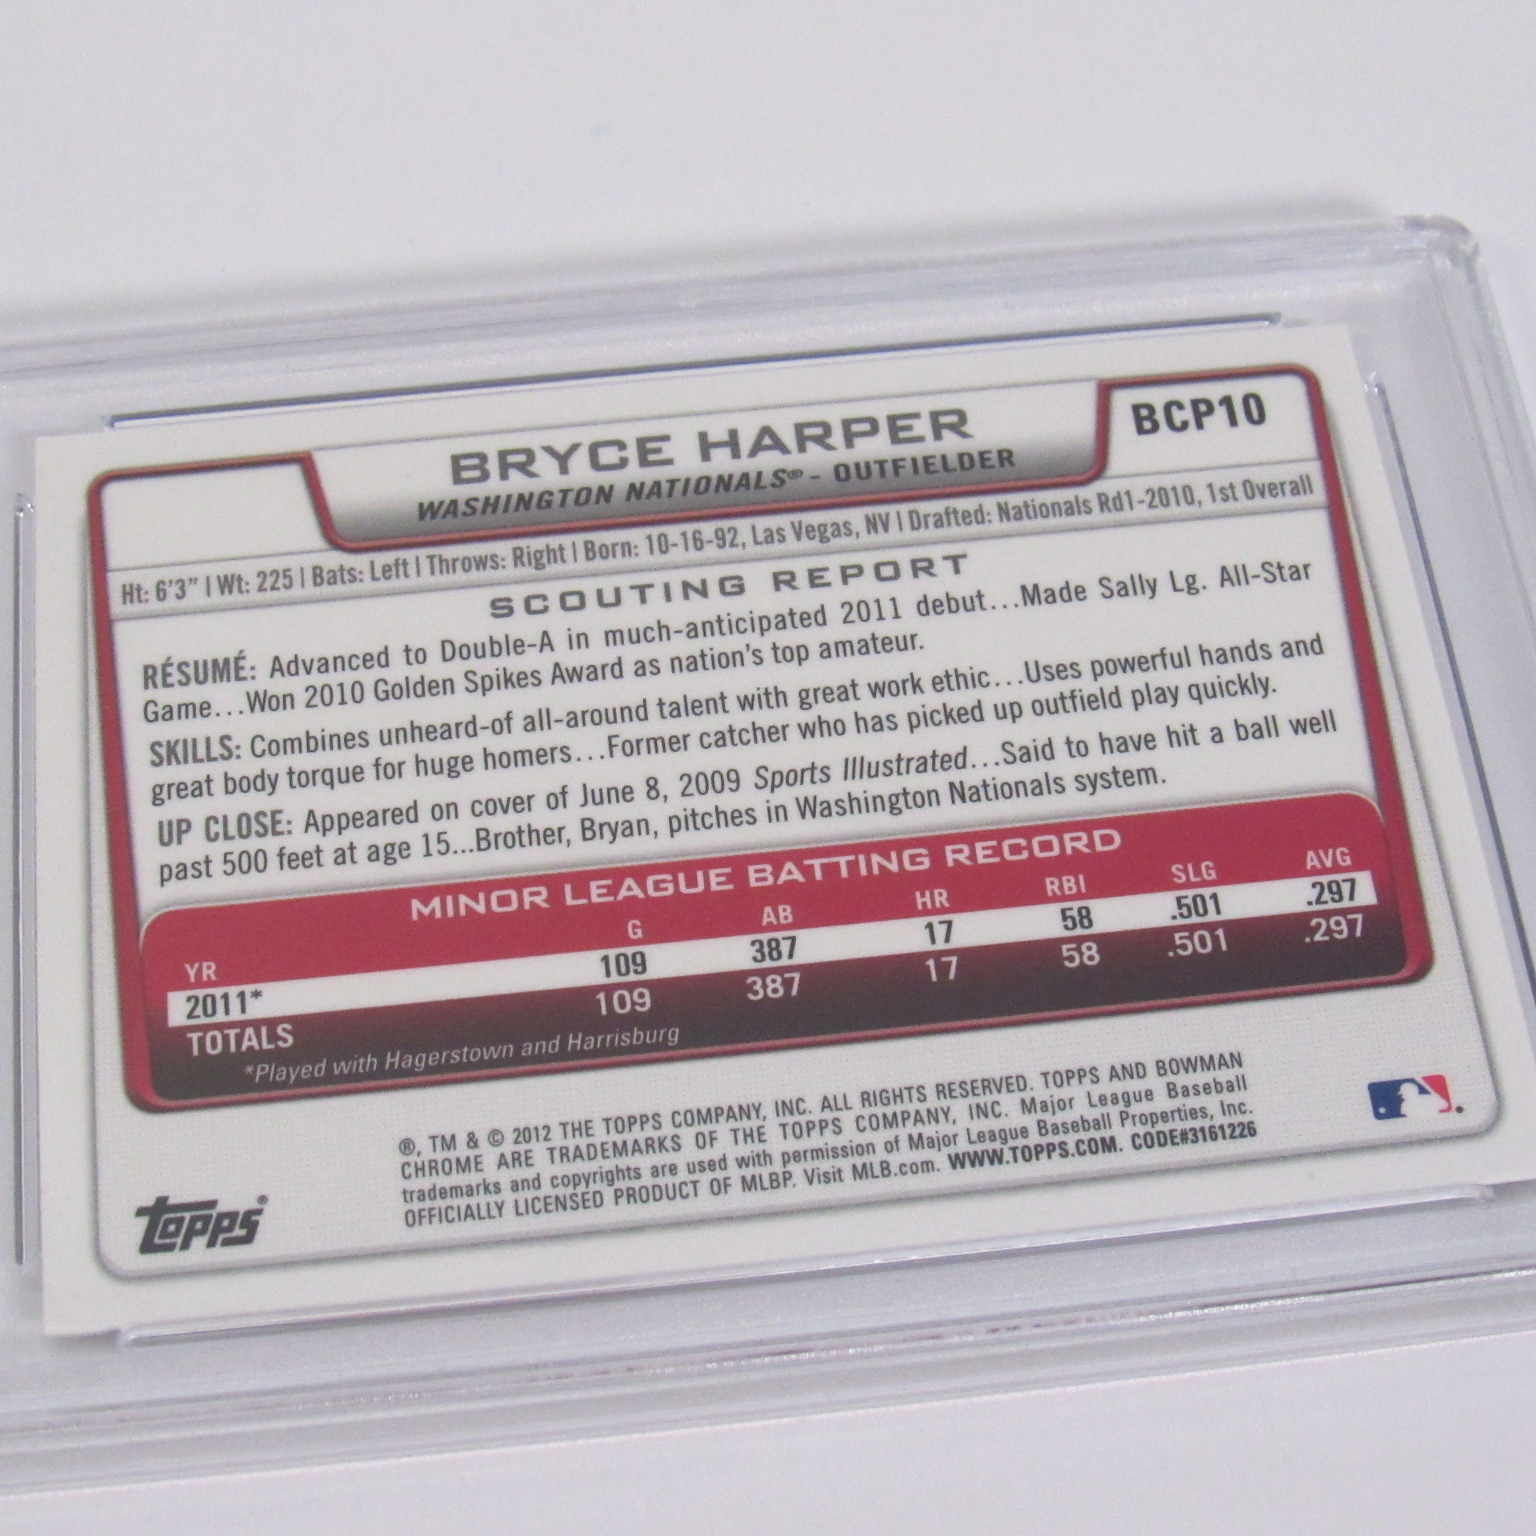 BRYCE HARPER
BCP10
WASHINGTON NATIONALS® - OUTFIELDER
Ht: 6'3" | Wt: 225 | Bats: Left | Throws: Right | Born: 10-16-92, Las Vegas, NV | Drafted: Nationals Rd1-2010, 1st Overall
SCOUTING REPORT
RÉSUMÉ: Advanced to Double-A in much-anticipated 2011 debut...Made Sally Lg. All-Star
Game...Won 2010 Golden Spikes Award as nation's top amateur.
SKILLS: Combines unheard-of all-around talent with great work ethic...Uses powerful hands and
great body torque for huge homers...Former catcher who has picked up outfield play quickly.
UP CLOSE: Appeared on cover of June 8, 2009 Sports Illustrated...Said to have hit a ball well
past 500 feet at age 15...Brother, Bryan, pitches in Washington Nationals system.
MINOR LEAGUE BATTING RECORD
YR G AB HR RBI SLG AVG
2011* 109 387 17 58 .501 .297
TOTALS 109 387 17 58 .501 .297
*Played with Hagerstown and Harrisburg
®, TM & © 2012 THE TOPPS COMPANY, INC. ALL RIGHTS RESERVED. TOPPS AND BOWMAN
CHROME ARE TRADEMARKS OF THE TOPPS COMPANY, INC. Major League Baseball
trademarks and copyrights are used with permission of Major League Baseball Properties, Inc.
OFFICIALLY LICENSED PRODUCT OF MLBP. Visit MLB.com. WWW.TOPPS.COM. CODE#3161226
Topps®